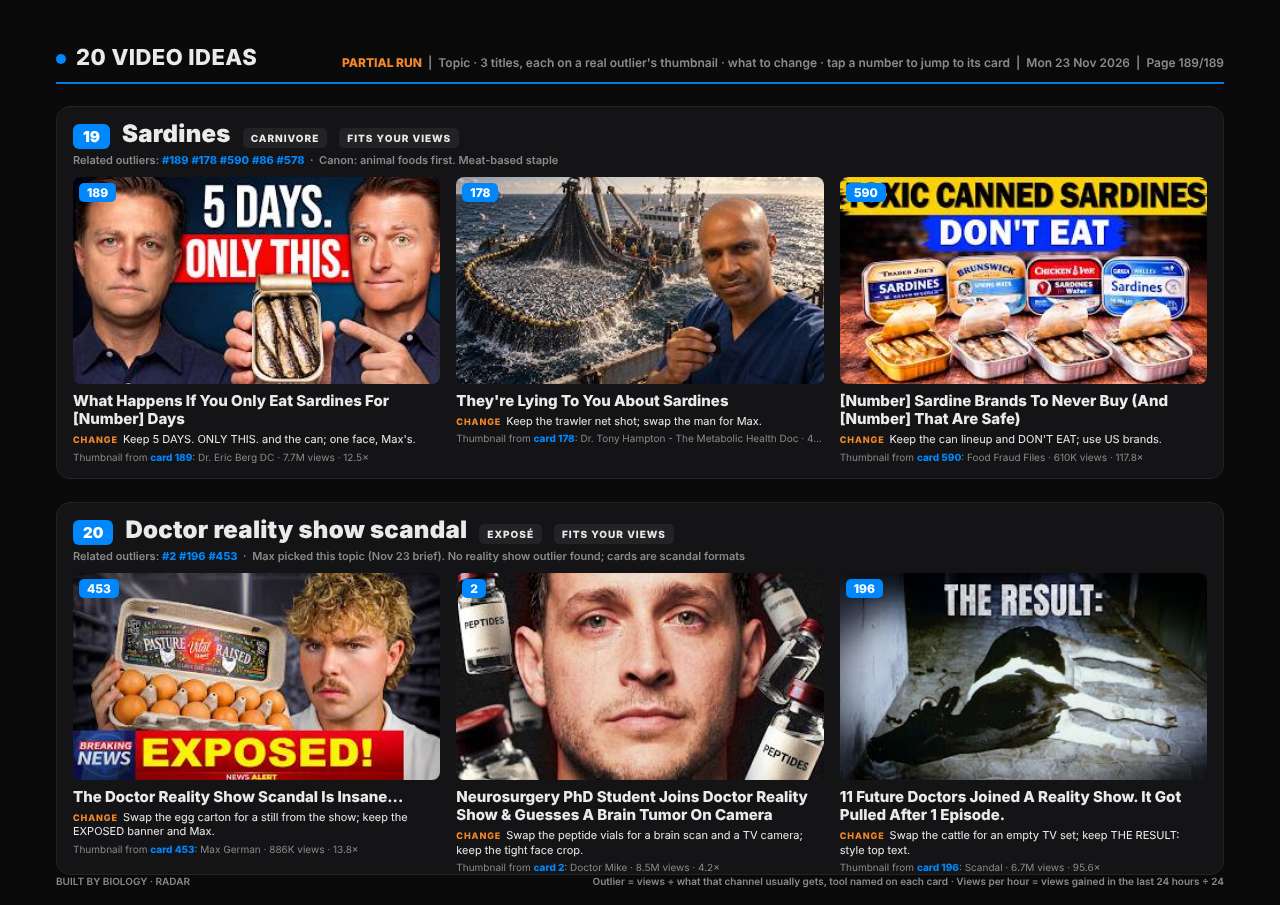 20 VIDEO IDEAS
PARTIAL RUN | Topic · 3 titles, each on a real outlier's thumbnail · what to change · tap a number to jump to its card | Mon 23 Nov 2026 | Page 189/189
19 Sardines CARNIVORE FITS YOUR VIEWS
Related outliers: #189 #178 #590 #86 #578 · Canon: animal foods first. Meat-based staple
189
5 DAYS.
ONLY THIS.
What Happens If You Only Eat Sardines For
[Number] Days
CHANGE Keep 5 DAYS. ONLY THIS. and the can; one face, Max's.
Thumbnail from card 189: Dr. Eric Berg DC · 7.7M views · 12.5×
178
They're Lying To You About Sardines
CHANGE Keep the trawler net shot; swap the man for Max.
Thumbnail from card 178: Dr. Tony Hampton - The Metabolic Health Doc · 4...
590
OXIC CANNED SARDINES
DON'T EAT
TRADER JOE'S
SARDINES
BRUNSWICK
SPRING WATER
CHICKEN
SARDINES
Water
Sardines
[Number] Sardine Brands To Never Buy (And
[Number] That Are Safe)
CHANGE Keep the can lineup and DON'T EAT; use US brands.
Thumbnail from card 590: Food Fraud Files · 610K views · 117.8×
20 Doctor reality show scandal EXPOSÉ FITS YOUR VIEWS
Related outliers: #2 #196 #453 · Max picked this topic (Nov 23 brief). No reality show outlier found; cards are scandal formats
453
PASTURE Vital RAISED
FARMS
BREAKING
NEWS
EXPOSED!
NEWS ALERT
The Doctor Reality Show Scandal Is Insane...
CHANGE Swap the egg carton for a still from the show; keep the
EXPOSED banner and Max.
Thumbnail from card 453: Max German · 886K views · 13.8×
2
PEPTIDES
PEPTIDES
Neurosurgery PhD Student Joins Doctor Reality
Show & Guesses A Brain Tumor On Camera
CHANGE Swap the peptide vials for a brain scan and a TV camera;
keep the tight face crop.
Thumbnail from card 2: Doctor Mike · 8.5M views · 4.2×
196
THE RESULT:
11 Future Doctors Joined A Reality Show. It Got
Pulled After 1 Episode.
CHANGE Swap the cattle for an empty TV set; keep THE RESULT:
style top text.
Thumbnail from card 196: Scandal · 6.7M views · 95.6×
BUILT BY BIOLOGY · RADAR
Outlier = views ÷ what that channel usually gets, tool named on each card · Views per hour = views gained in the last 24 hours ÷ 24